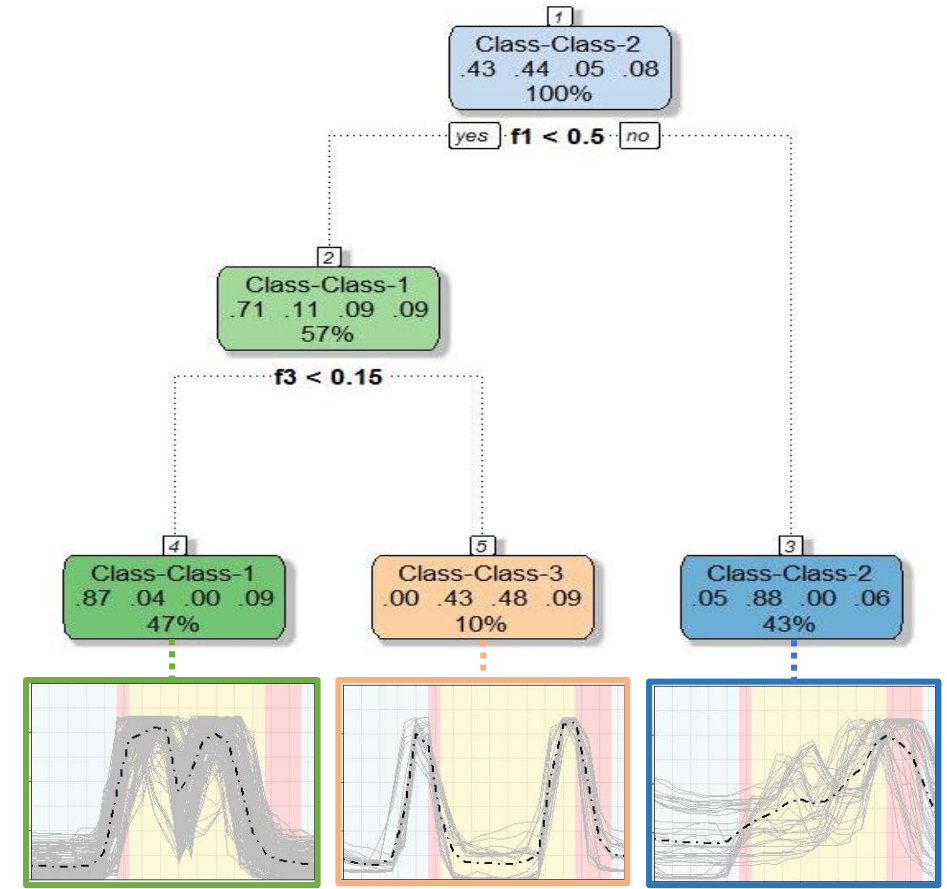 1
Class-Class-2
.43 .44 .05 .08
100%
yes f1 < 0.5 no
2
Class-Class-1
.71 .11 .09 .09
57%
f3 < 0.15
4
Class-Class-1
.87 .04 .00 .09
47%
5
Class-Class-3
.00 .43 .48 .09
10%
3
Class-Class-2
.05 .88 .00 .06
43%